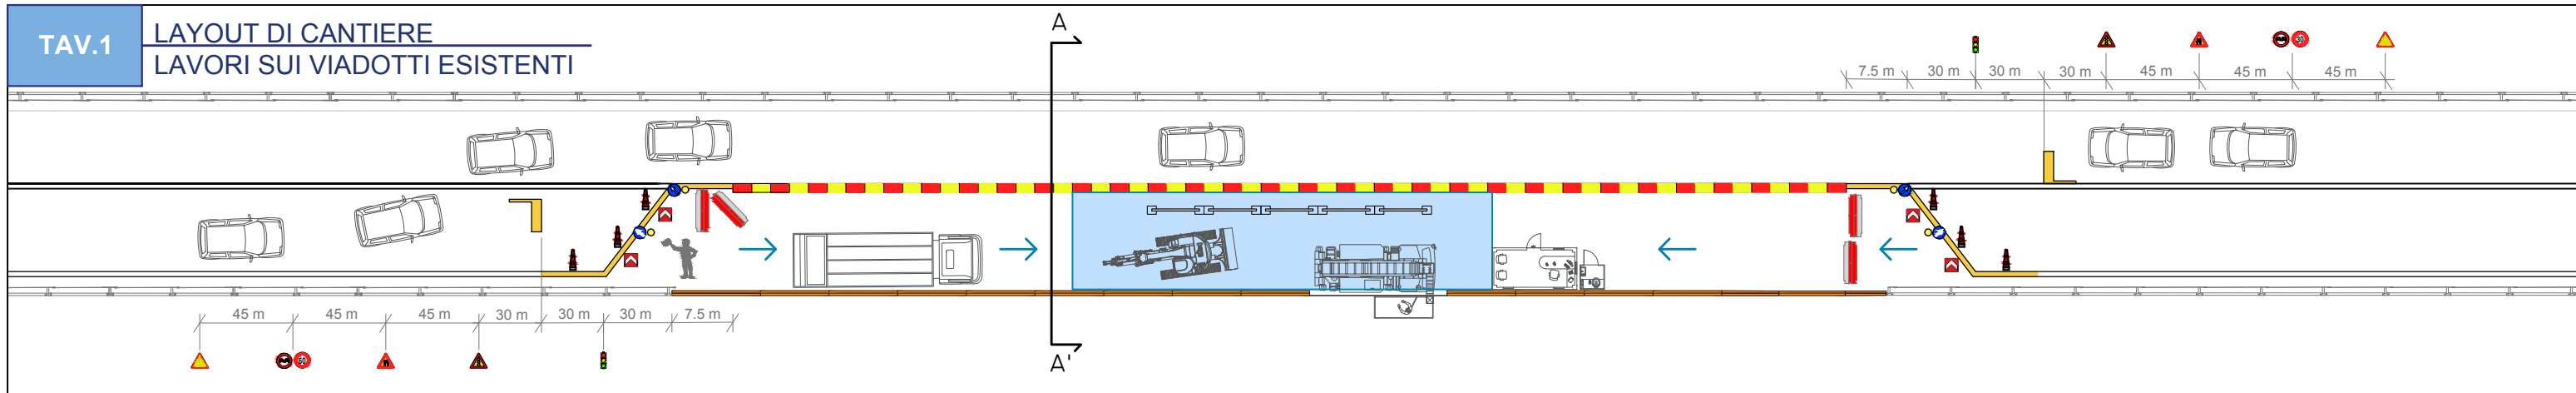 TAV.1
LAYOUT DI CANTIERE
LAVORI SUI VIADOTTI ESISTENTI
A
7.5 m 30 m 30 m 30 m 45 m 45 m 45 m
45 m 45 m 45 m 30 m 30 m 30 m 7.5 m
A'